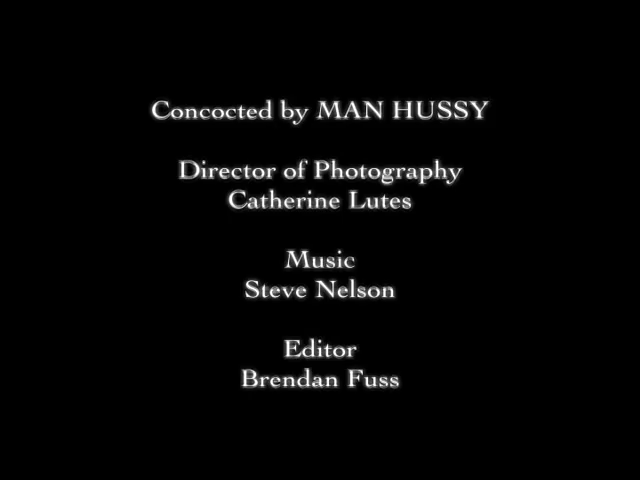 Concocted by MAN HUSSY
Director of Photography
Catherine Lutes
Music
Steve Nelson
Editor
Brendan Fuss